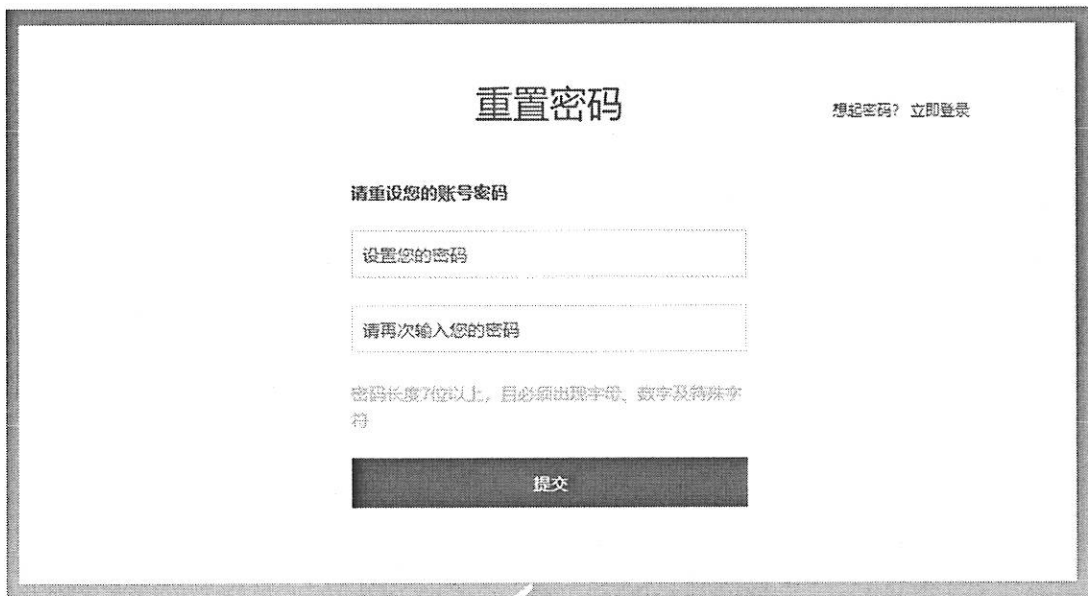 重置密码
想起密码? 立即登录
请重设您的账号密码
设置您的密码
请再次输入您的密码
密码长度7位以上，且必须出现字母、数字及特殊字
符
提交